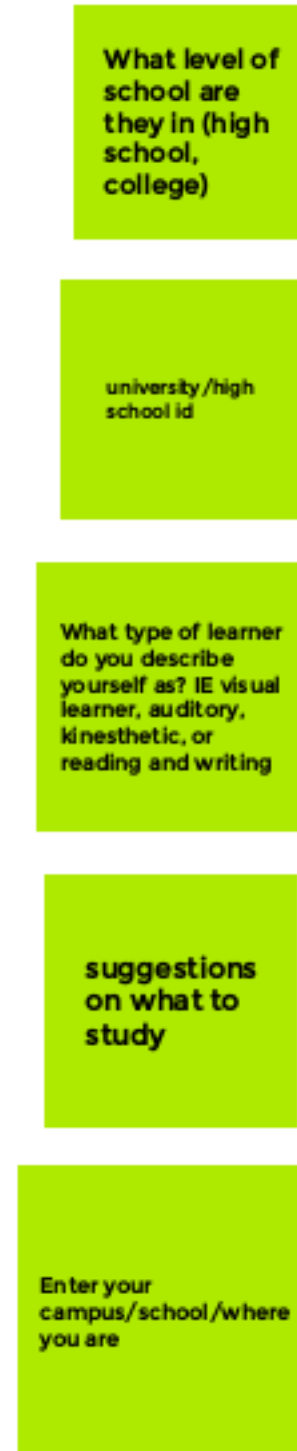 What level of
school are
they in (high
school,
college)
university/high
school id
What type of learner
do you describe
yourself as? IE visual
learner, auditory,
kinesthetic, or
reading and writing
suggestions
on what to
study
Enter your
campus/school/where
you are